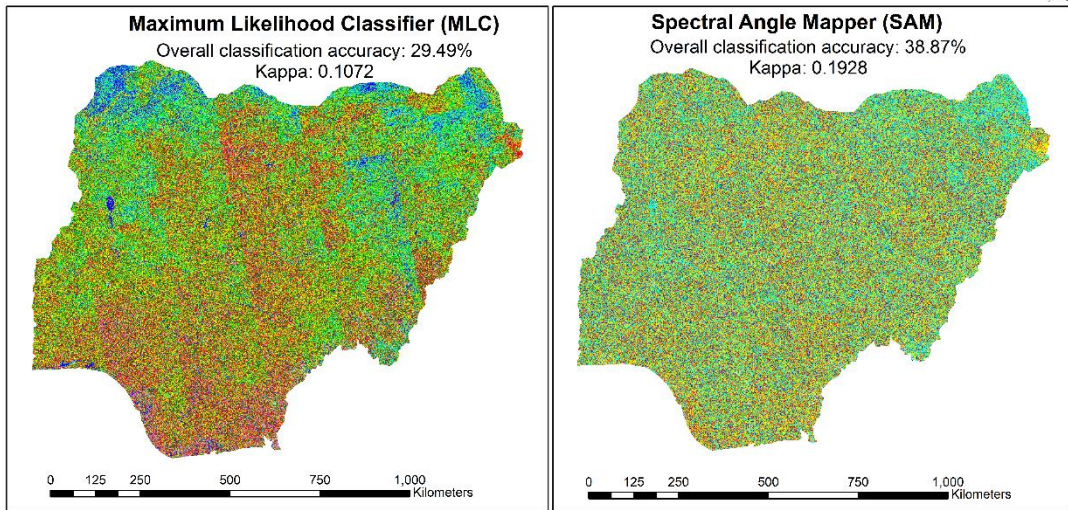 Maximum Likelihood Classifier (MLC)
Overall classification accuracy: 29.49%
Kappa: 0.1072
0 125 250 500 750 1,000
Kilometers
Spectral Angle Mapper (SAM)
Overall classification accuracy: 38.87%
Kappa: 0.1928
0 125 250 500 750 1,000
Kilometers